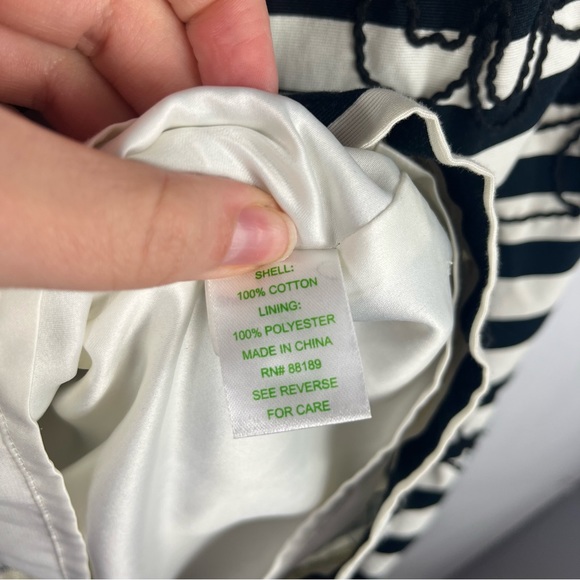 SHELL:
100% COTTON
LINING:
100% POLYESTER
MADE IN CHINA
RN# 88189
SEE REVERSE
FOR CARE